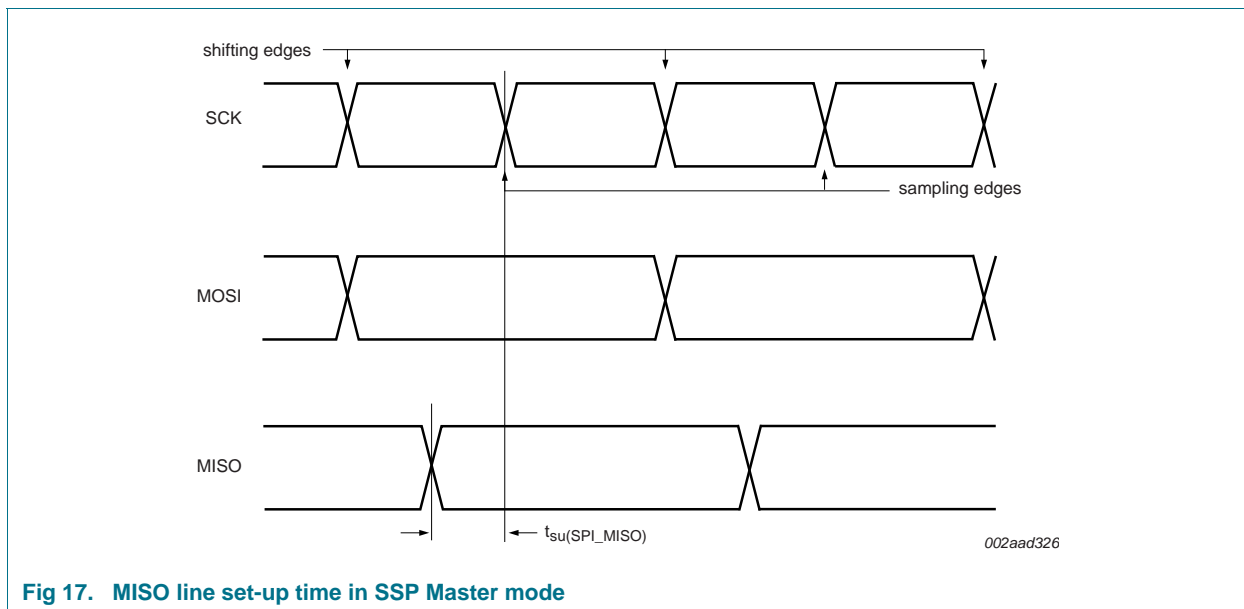 shifting edges
SCK
sampling edges
MOSI
MISO
tsu(SPI_MISO)
002aad326
Fig 17. MISO line set-up time in SSP Master mode